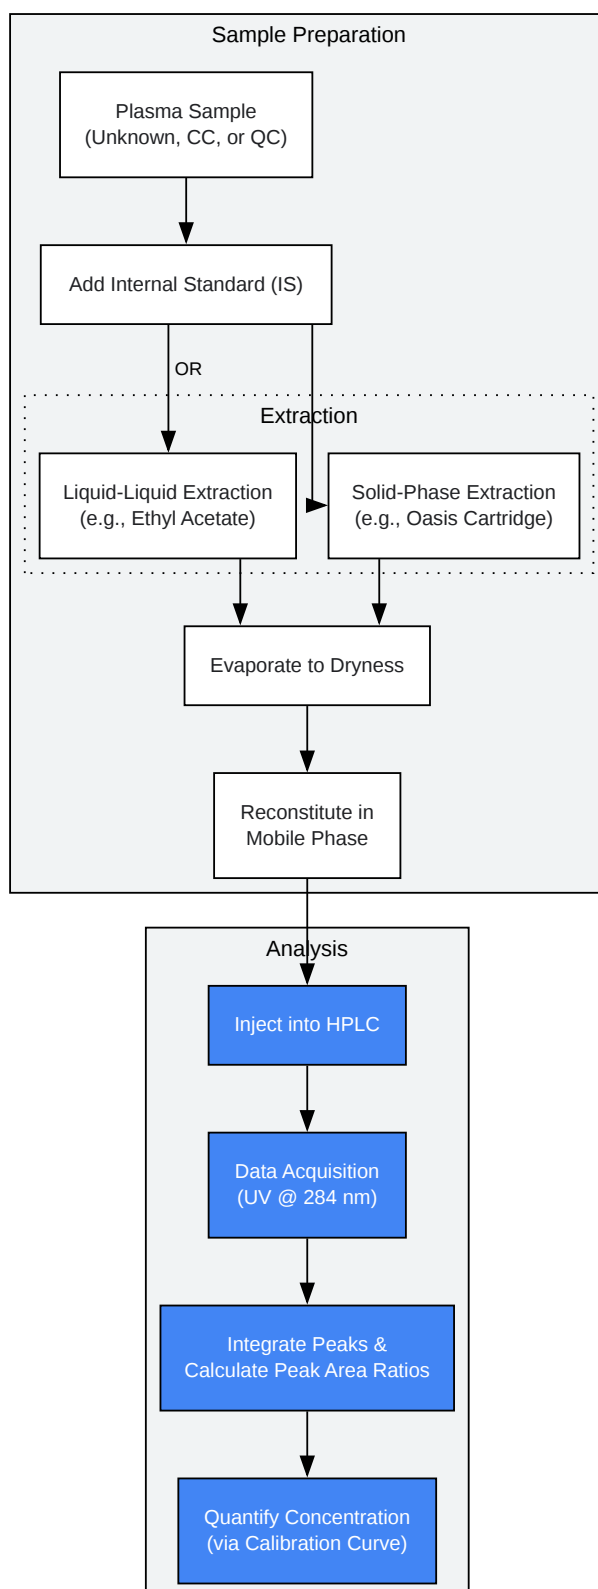 Sample Preparation
Plasma Sample
(Unknown, CC, or QC)
Add Internal Standard (IS)
OR
Extraction
Liquid-Liquid Extraction
(e.g., Ethyl Acetate)
Solid-Phase Extraction
(e.g., Oasis Cartridge)
Evaporate to Dryness
Reconstitute in
Mobile Phase
Analysis
Inject into HPLC
Data Acquisition
(UV @ 284 nm)
Integrate Peaks &
Calculate Peak Area Ratios
Quantify Concentration
(via Calibration Curve)